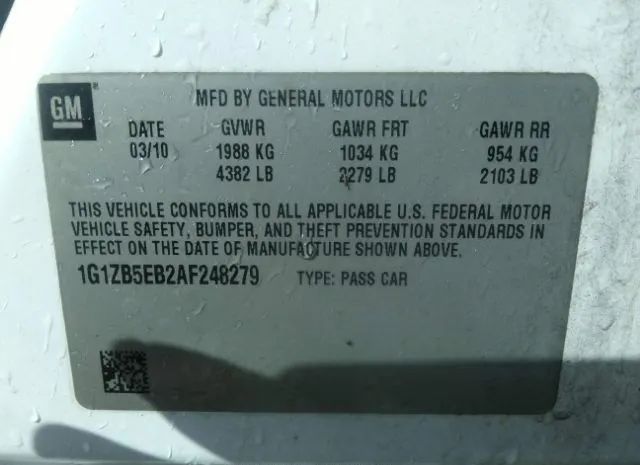 GM
MFD BY GENERAL MOTORS LLC
DATE GVWR GAWR FRT GAWR RR
03/10 1988 KG 1034 KG 954 KG
4382 LB 2279 LB 2103 LB
THIS VEHICLE CONFORMS TO ALL APPLICABLE U.S. FEDERAL MOTOR
VEHICLE SAFETY, BUMPER, AND THEFT PREVENTION STANDARDS IN
EFFECT ON THE DATE OF MANUFACTURE SHOWN ABOVE.
1G1ZB5EB2AF248279 TYPE: PASS CAR